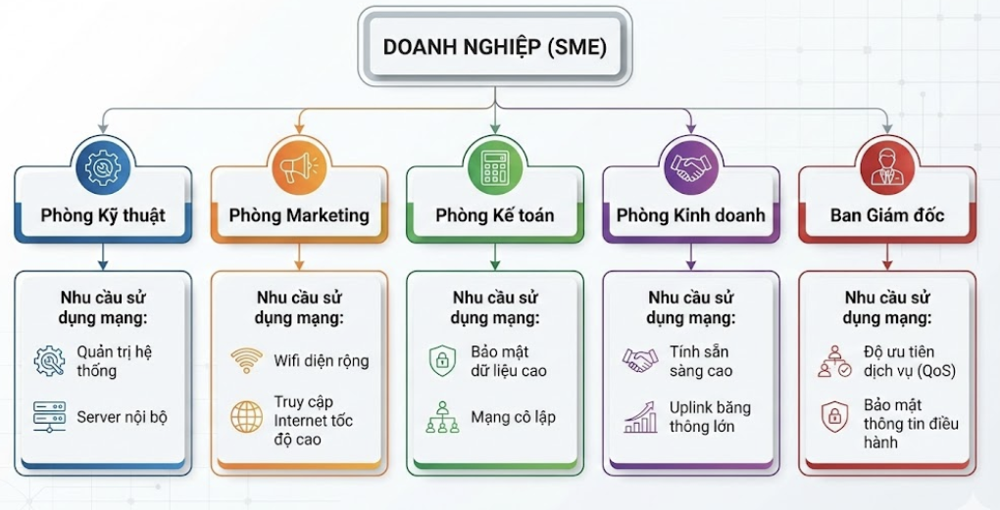 DOANH NGHIỆP (SME)
Phòng Kỹ thuật
Phòng Marketing
Phòng Kế toán
Phòng Kinh doanh
Ban Giám đốc
Nhu cầu sử
dụng mạng:
Quản trị hệ
thống
Server nội bộ
Nhu cầu sử
dụng mạng:
Wifi diện rộng
Truy cập
Internet tốc
độ cao
Nhu cầu sử
dụng mạng:
Bảo mật
dữ liệu cao
Mạng cô lập
Nhu cầu sử
dụng mạng:
Tính sẵn
sàng cao
Uplink băng
thông lớn
Nhu cầu sử
dụng mạng:
Độ ưu tiên
dịch vụ (QoS)
Bảo mật
thông tin điều
hành